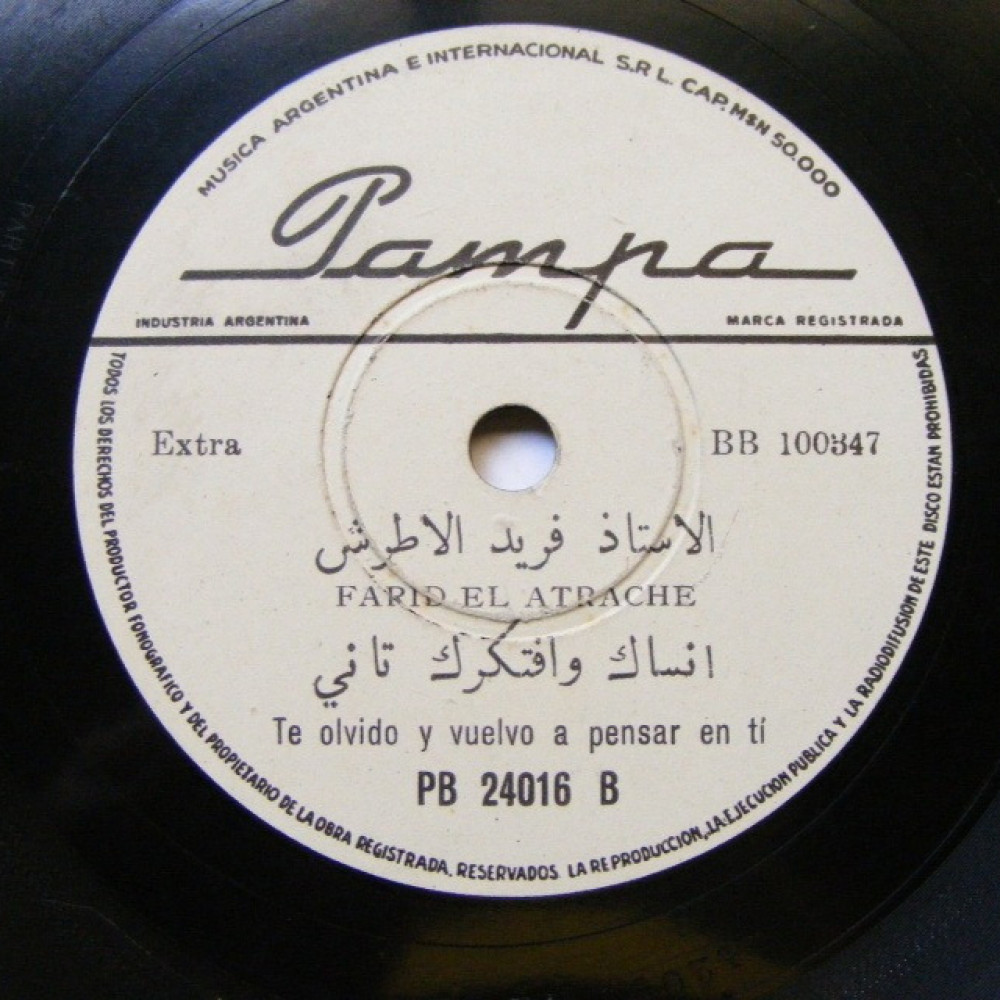 MUSICA ARGENTINA E INTERNACIONAL S.R L. CAP. M$N 50.000
Pampa
INDUSTRIA ARGENTINA
MARCA REGISTRADA
Extra
BB 100347
الاستاذ فريد الاطرش
FARID EL ATRACHE
انساك وافتكرك تاني
Te olvido y vuelvo a pensar en tí
PB 24016 B
TODOS LOS DERECHOS DEL PRODUCTOR FONOGRAFICO Y DEL PROPIETARIO DE LA OBRA REGISTRADA, RESERVADOS. LA REPRODUCCION, LA EJECUCION PUBLICA Y LA RADIODIFUSION DE ESTE DISCO ESTAN PROHIBIDAS